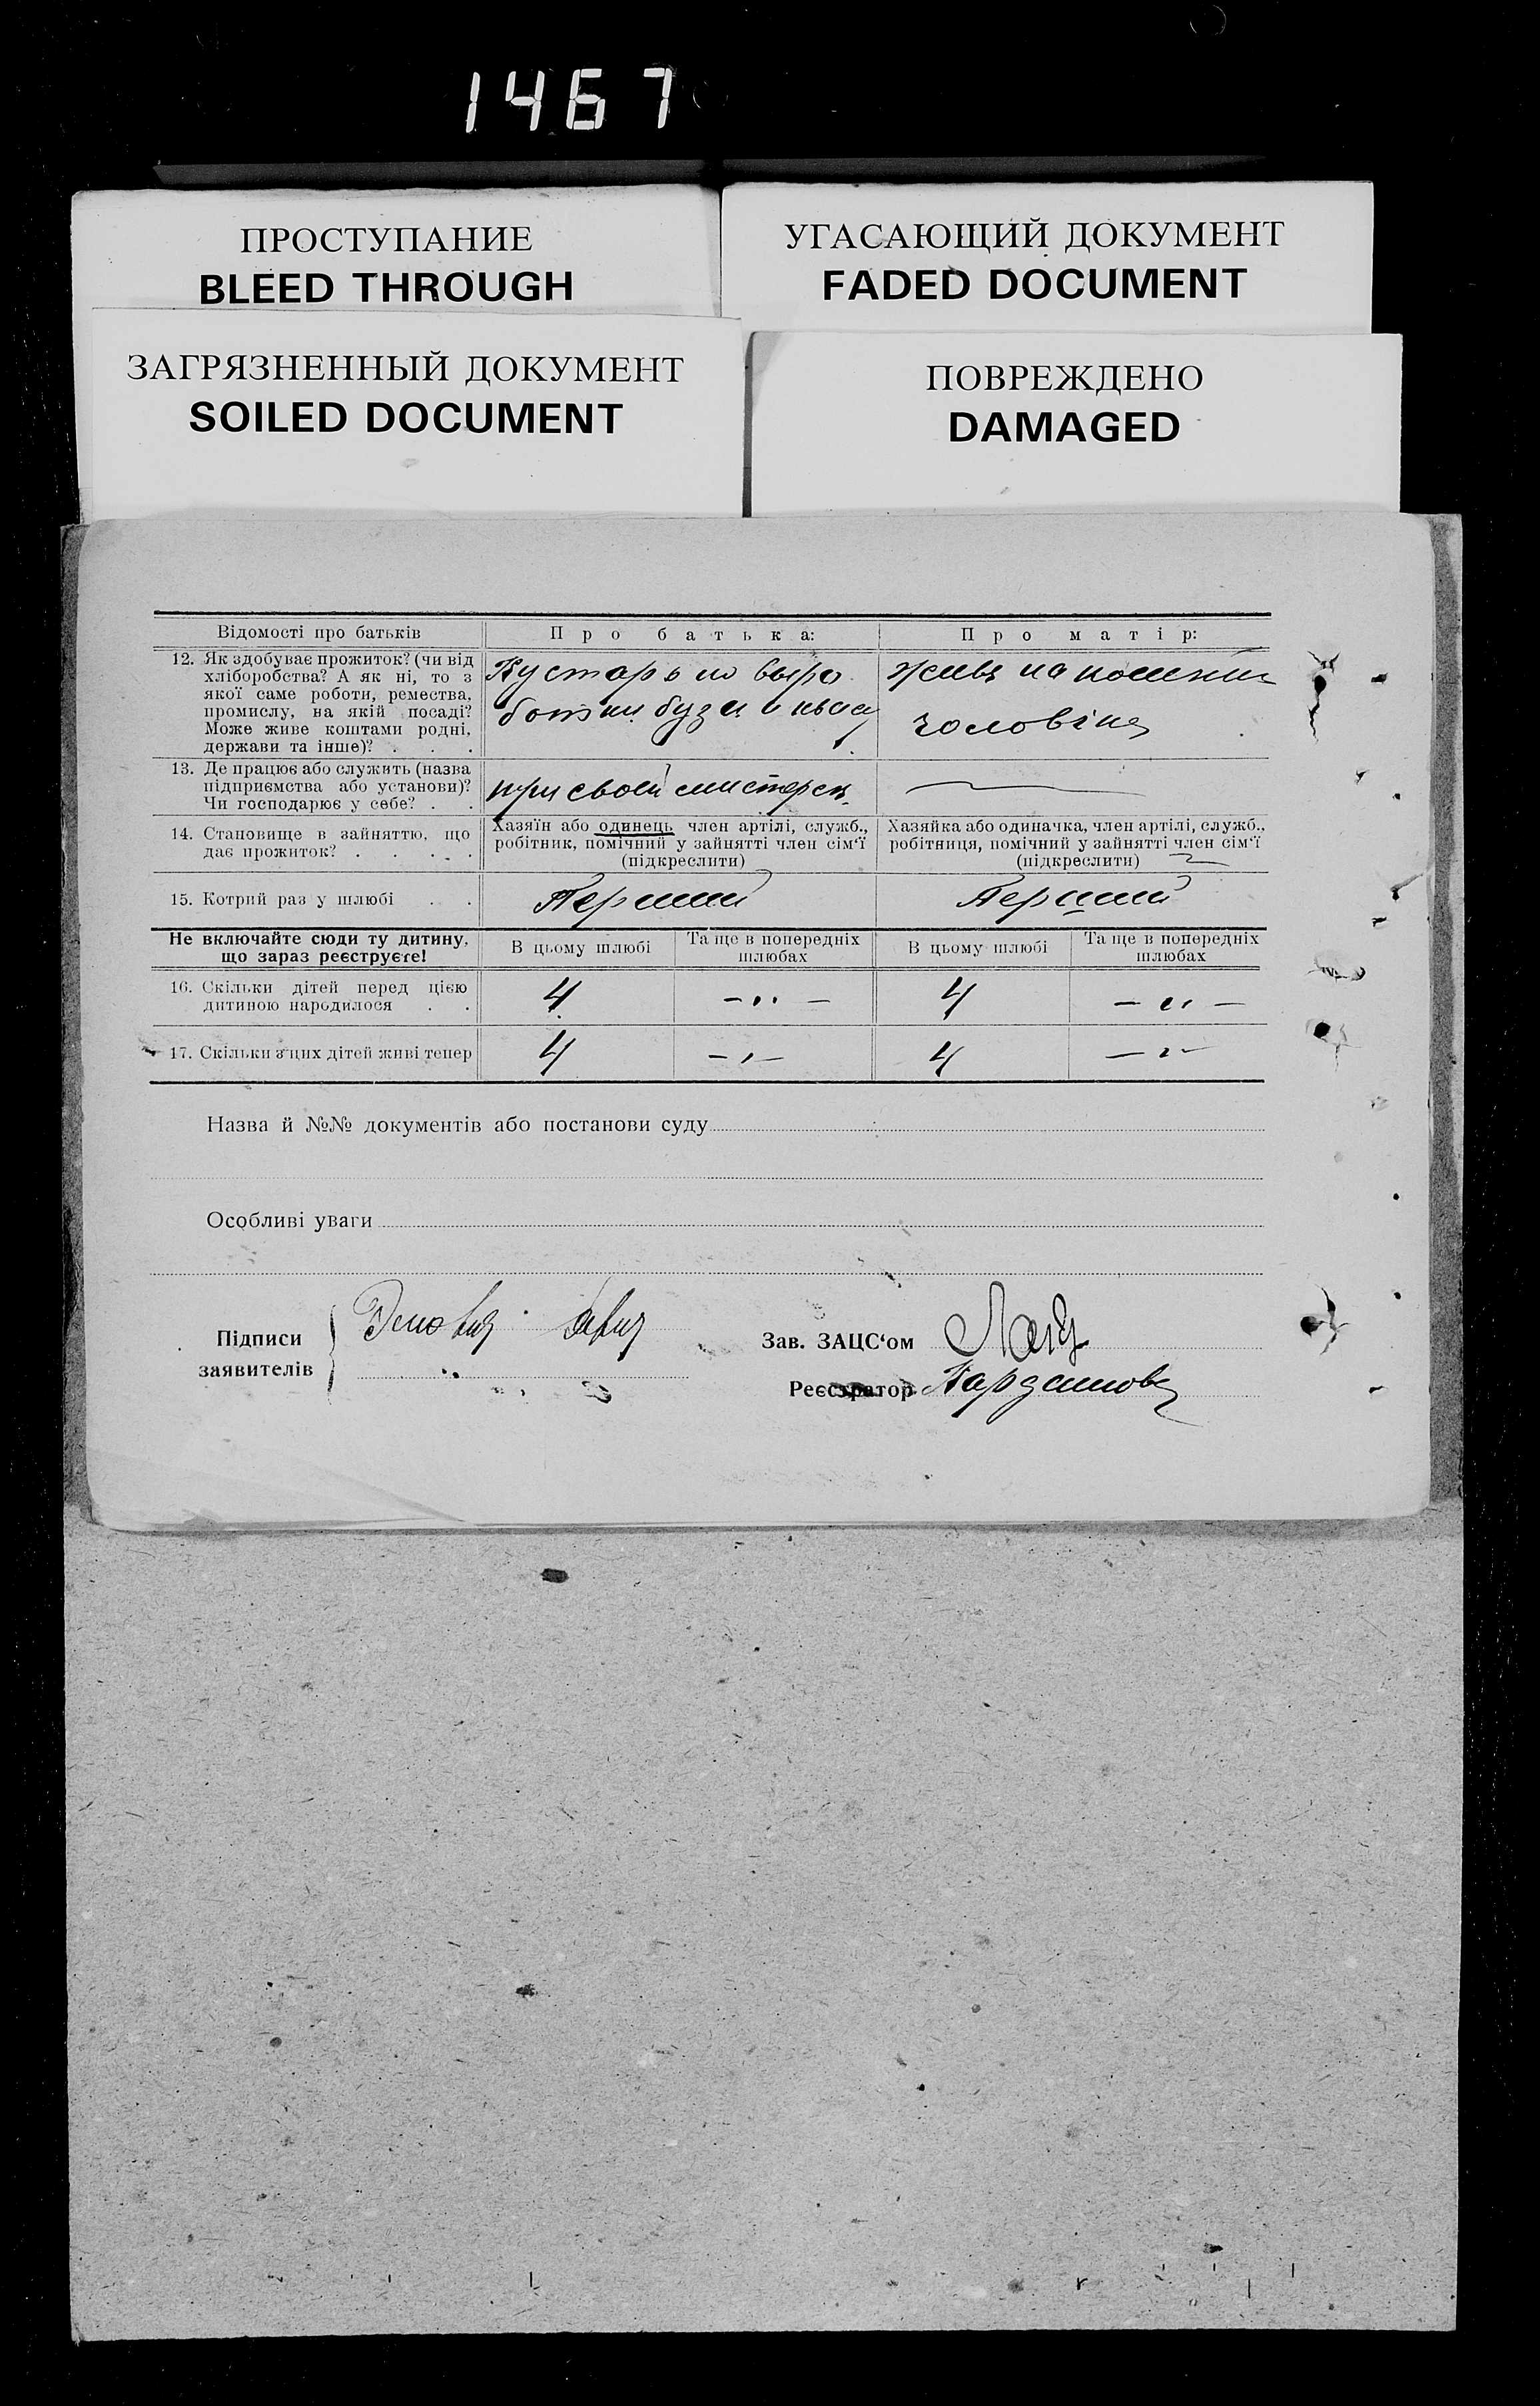 1467
ПРОСТУПАНИЕ
BLEED THROUGH
УГАСАЮЩИЙ ДОКУМЕНТ
FADED DOCUMENT
ЗАГРЯЗНЕННЫЙ ДОКУМЕНТ
SOILED DOCUMENT
ПОВРЕЖДЕНО
DAMAGED
Відомості про батьків
Про батька:
Про матір:
12. Як здобуває прожиток? (чи від
хліборобства? А як ні, то з
якої саме роботи, ремества,
промислу, на якій посаді?
Може живе коштами родні,
держави та інше)? . . .
Кустарь по выра
ботки бузи и кваса
живе на
чоловіка
13. Де працює або служить (назва
підприємства або установи)?
Чи господарює у себе? . .
при своей мастерск.
14. Становище в зайняттю, що
дає прожиток? . . . . .
Хазяїн або одинець член артілі, служб.,
робітник, помічний у зайнятті член сім'ї
(підкреслити)
Хазяйка або одиначка, член артілі, служб.,
робітниця, помічний у зайнятті член сім'ї
(підкреслити)
15. Котрий раз у шлюбі . .
Перший
Перший
Не включайте сюди ту дитину,
що зараз реєструєте!
В цьому шлюбі
Та ще в попередніх
шлюбах
В цьому шлюбі
Та ще в попередніх
шлюбах
16. Скільки дітей перед цією
дитиною народилося . .
4
— " —
4
— " —
17. Скільки з цих дітей живі тепер
4
— " —
4
— " —
Назва й №№ документів або постанови суду
Особливі уваги
Підписи
заявителів
Зав. ЗАЦС'ом
Реєстратор